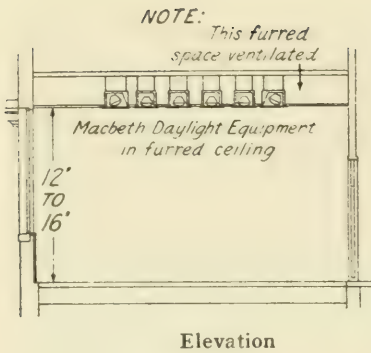 NOTE:
This furred
space ventilated
Macbeth Daylight Equipment
in furred ceiling
12"
TO
16"
Elevation